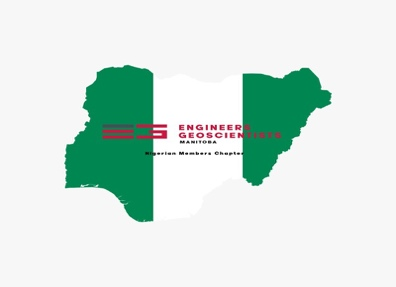 ENGINEERS
GEOSCIENTISTS
MANITOBA
Nigerian Members Chapter